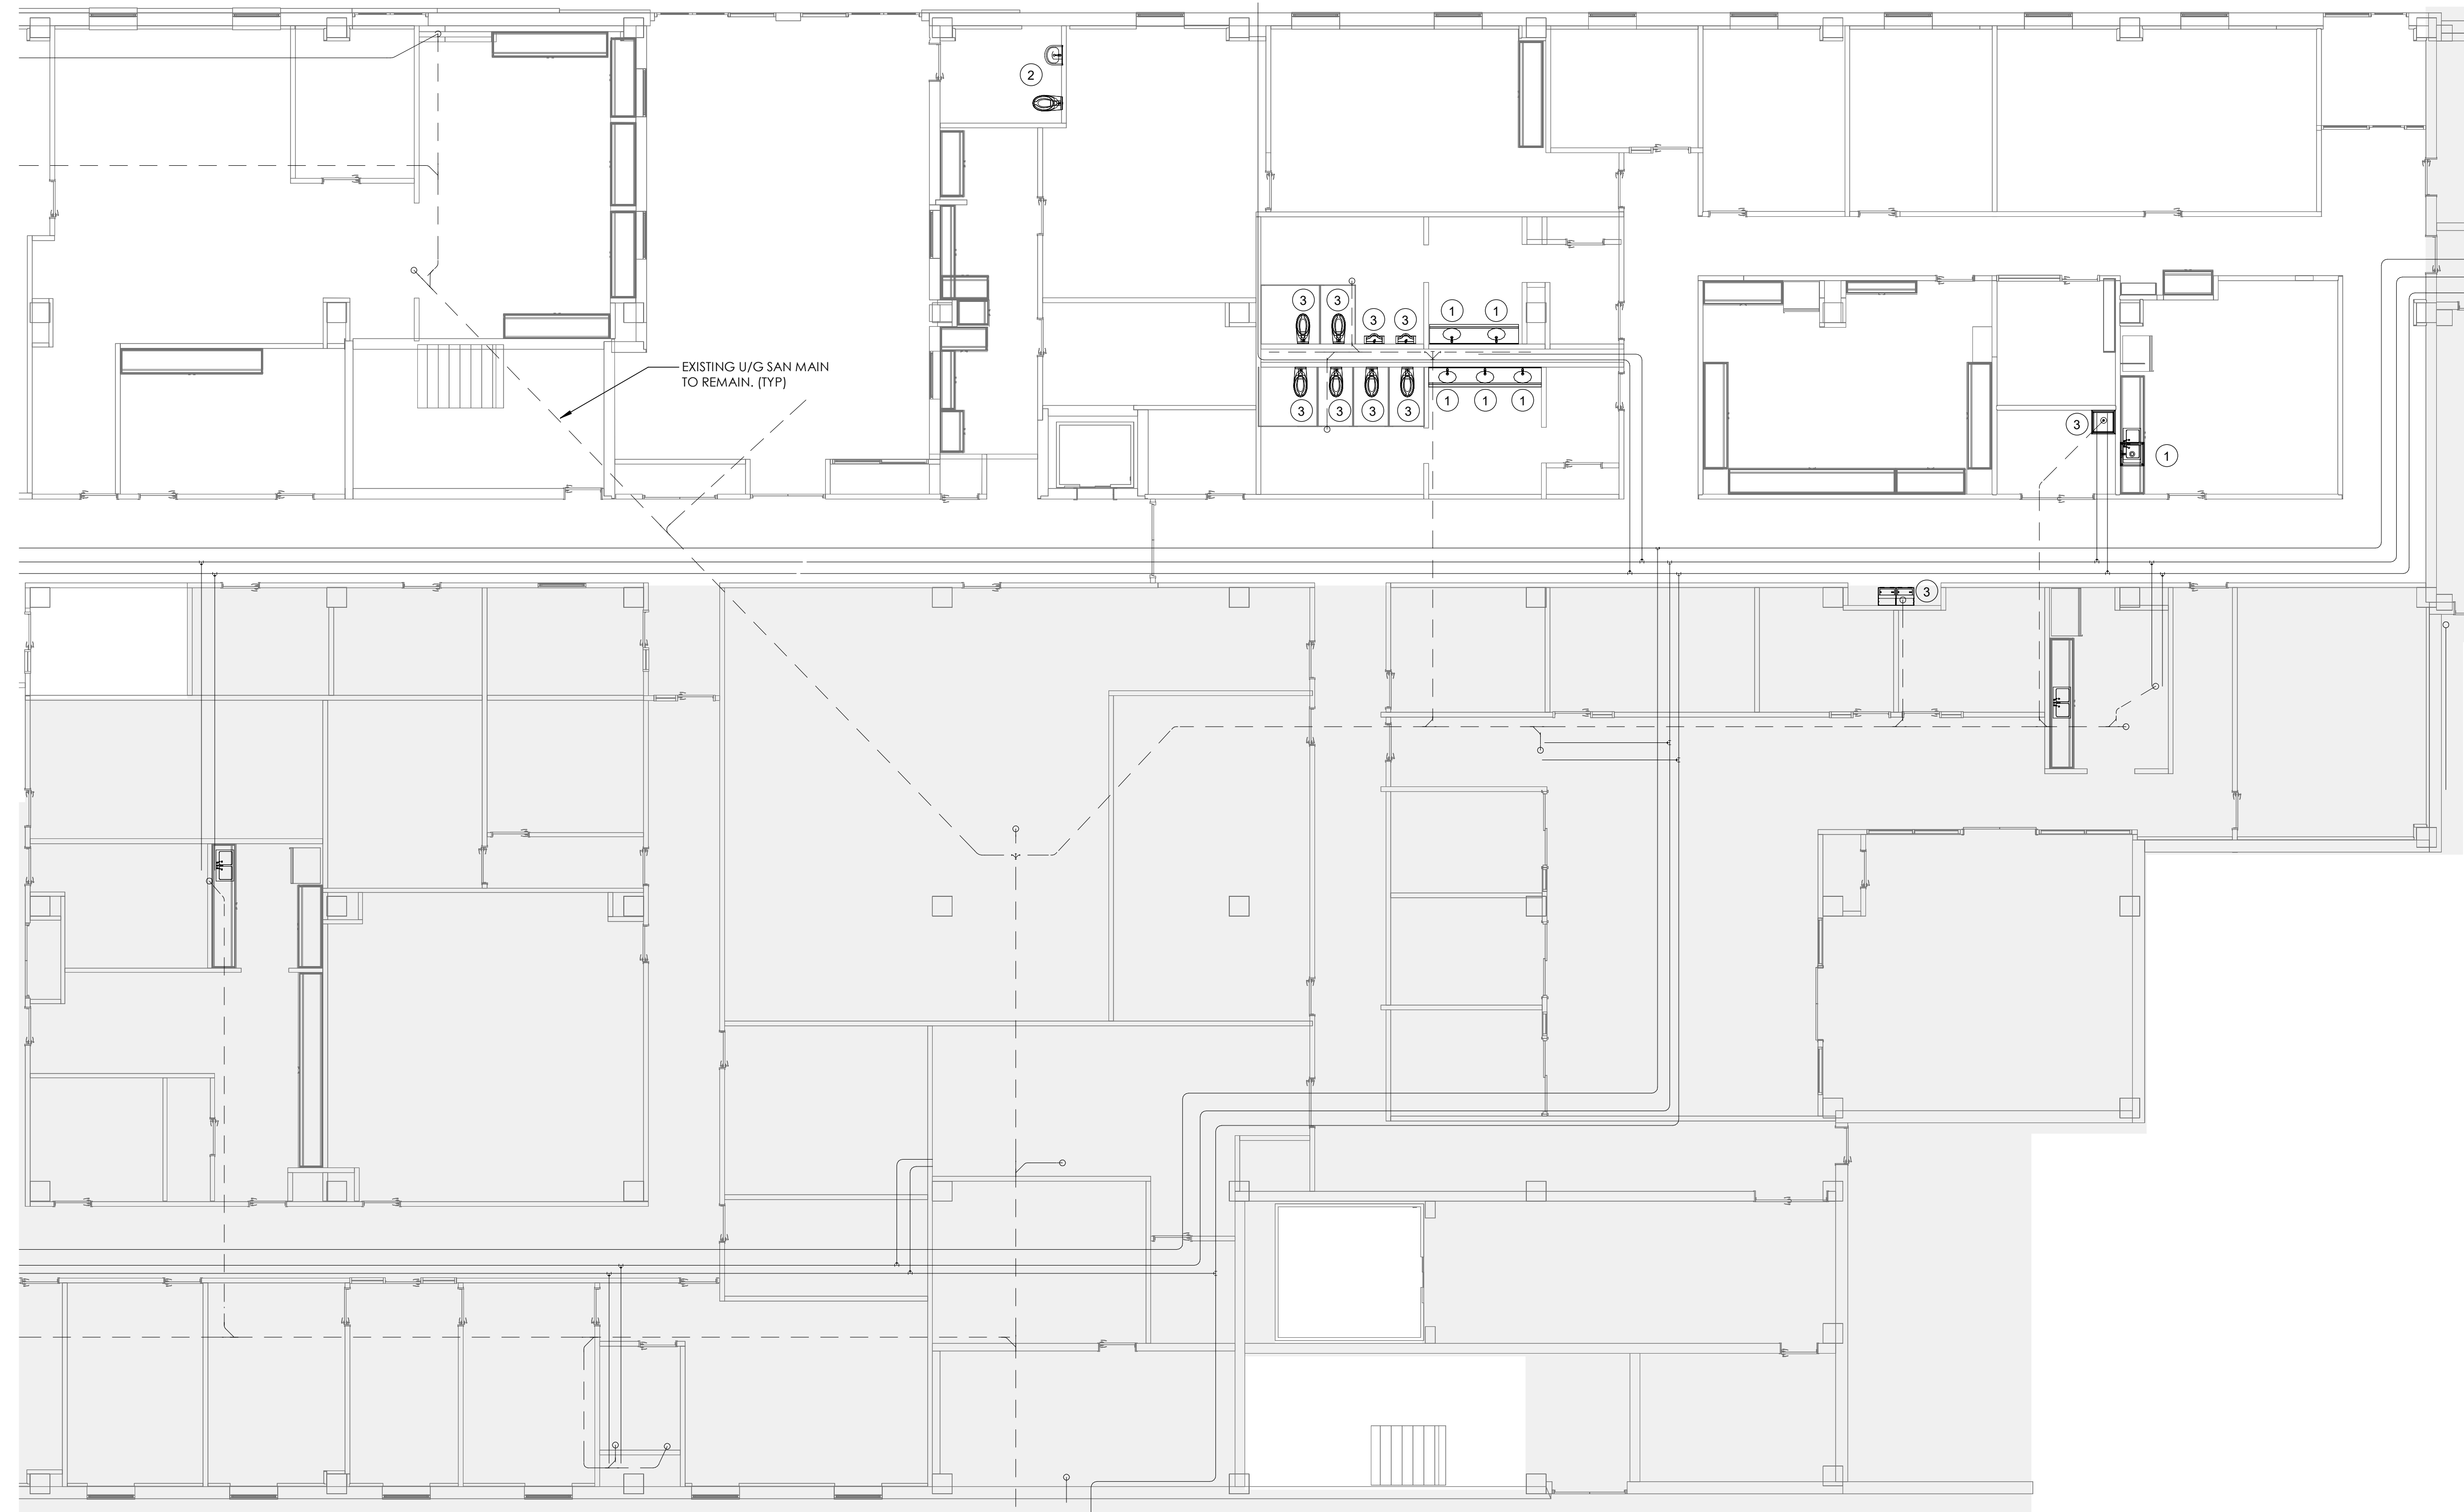 2
3 3 3 3 1 1
EXISTING U/G SAN MAIN
TO REMAIN. (TYP)
3 3 3 3 1 1 1
3
1
3